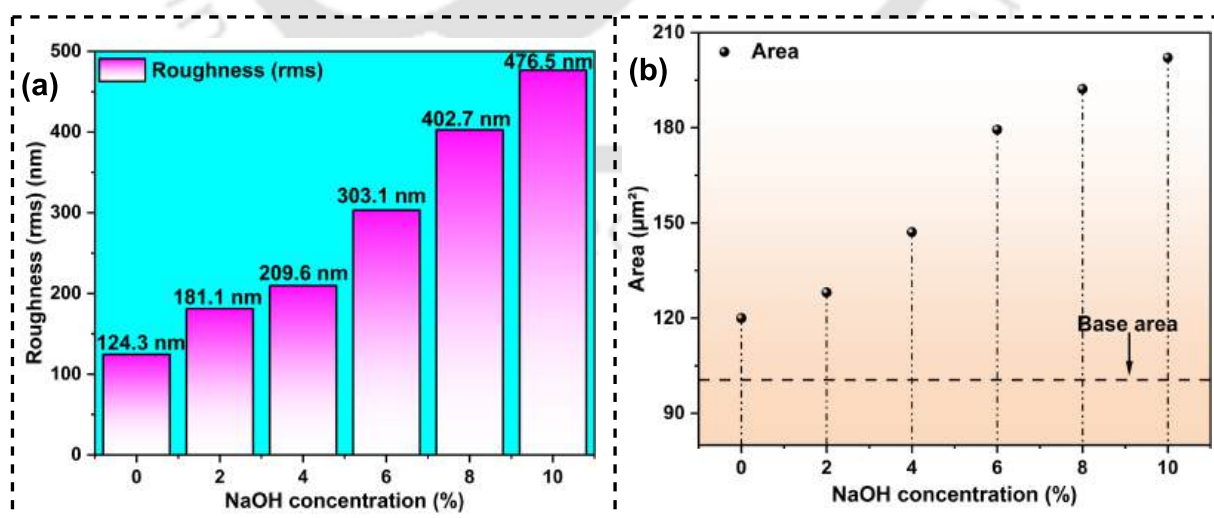 (a)
Roughness (rms)
Roughness (rms) (nm)
500
400
300
200
100
0
124.3 nm
181.1 nm
209.6 nm
303.1 nm
402.7 nm
476.5 nm
0 2 4 6 8 10
NaOH concentration (%)
(b)
Area
Area (µm²)
210
180
150
120
90
Base area
0 2 4 6 8 10
NaOH concentration (%)